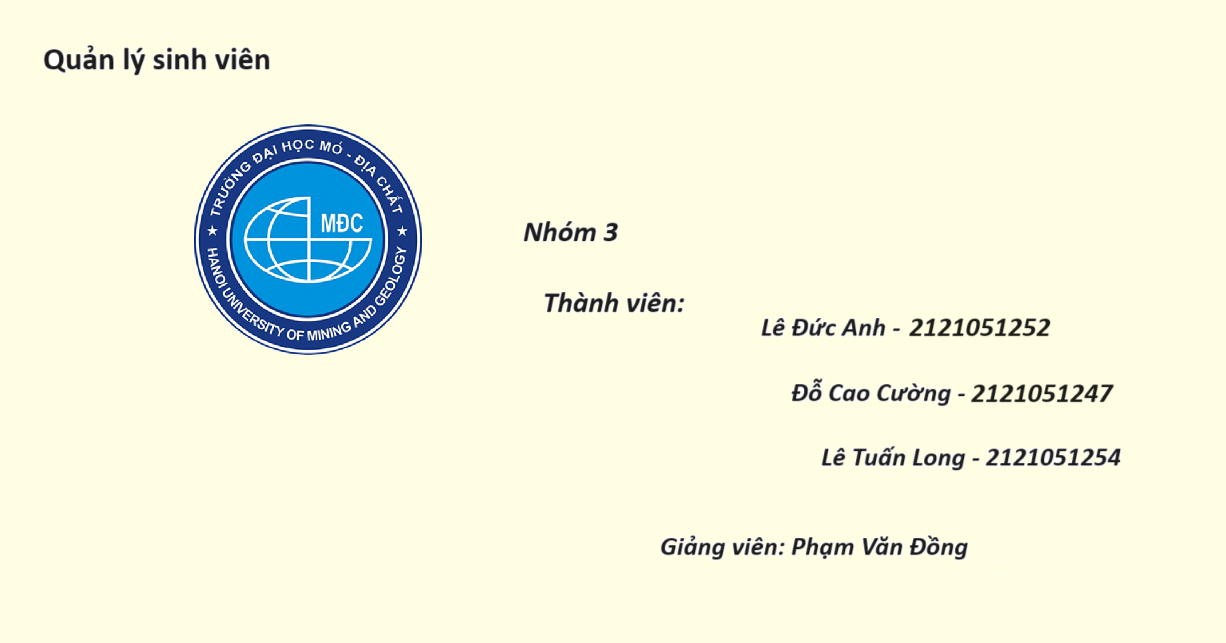 Quản lý sinh viên
TRƯỜNG ĐẠI HỌC MỎ - ĐỊA CHẤT
MĐC
HANOI UNIVERSITY OF MINING AND GEOLOGY
Nhóm 3
Thành viên:
Lê Đức Anh - 2121051252
Đỗ Cao Cường - 2121051247
Lê Tuấn Long - 2121051254
Giảng viên: Phạm Văn Đồng